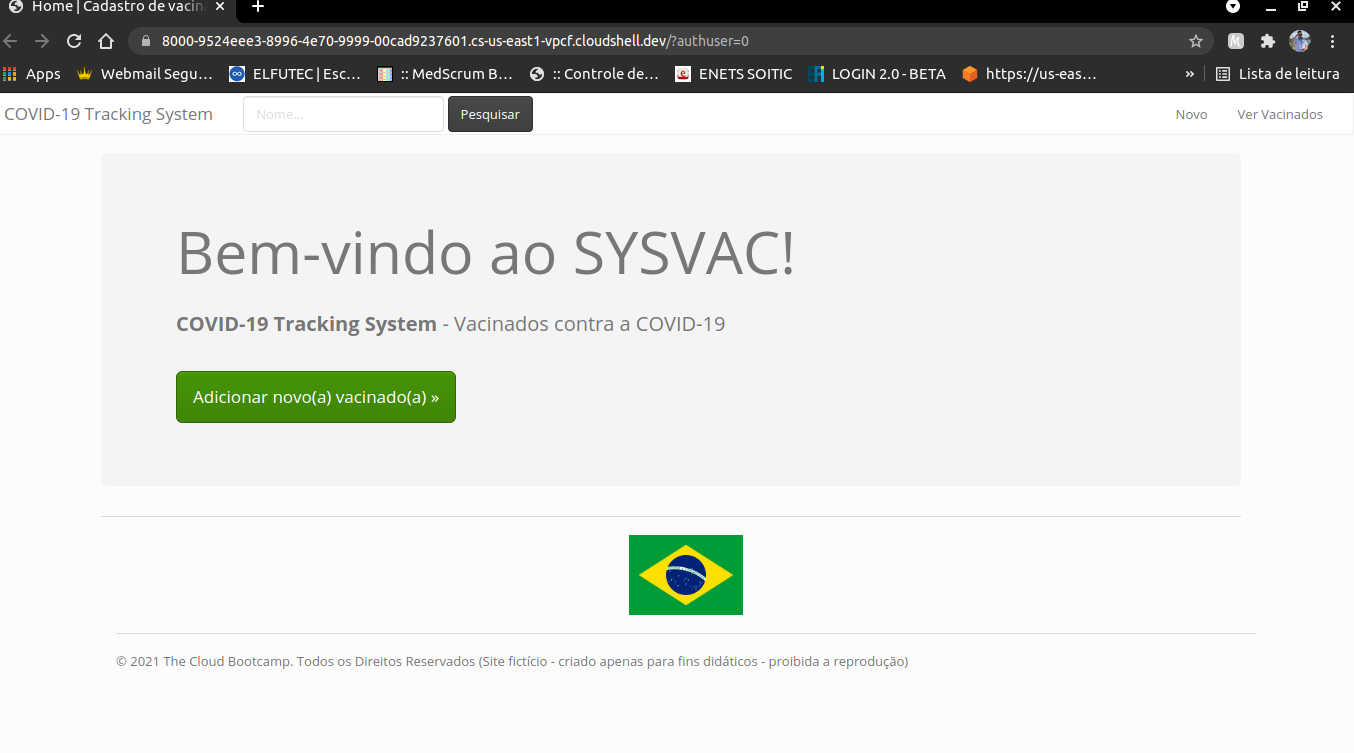 Home | Cadastro de vacin
8000-9524eee3-8996-4e70-9999-00cad9237601.cs-us-east1-vpcf.cloudshell.dev/?authuser=0
Apps Webmail Segu... ELFUTEC | Esc... :: MedScrum B... :: Controle de... ENETS SOITIC LOGIN 2.0 - BETA https://us-eas... » Lista de leitura
COVID-19 Tracking System Nome... Pesquisar Novo Ver Vacinados
Bem-vindo ao SYSVAC!
COVID-19 Tracking System - Vacinados contra a COVID-19
Adicionar novo(a) vacinado(a) »
© 2021 The Cloud Bootcamp. Todos os Direitos Reservados (Site fictício - criado apenas para fins didáticos - proibida a reprodução)